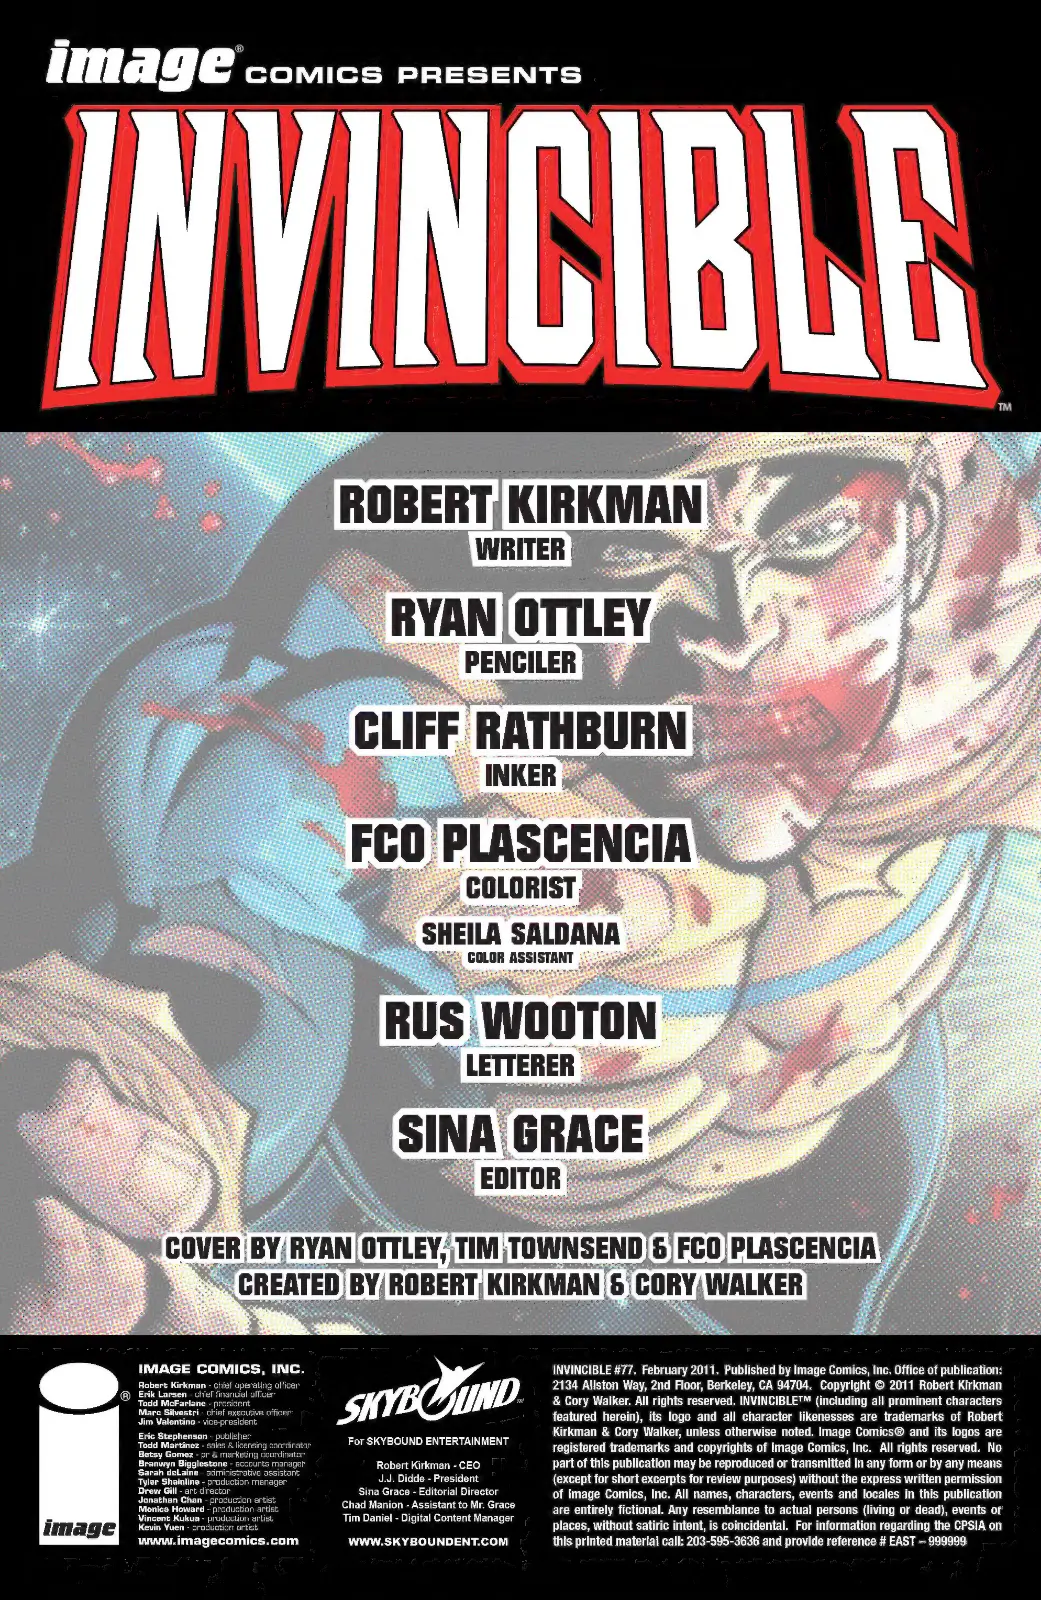 image® COMICS PRESENTS
INVINCIBLE™
ROBERT KIRKMAN
WRITER
RYAN OTTLEY
PENCILER
CLIFF RATHBURN
INKER
FCO PLASCENCIA
COLORIST
SHEILA SALDANA
COLOR ASSISTANT
RUS WOOTON
LETTERER
SINA GRACE
EDITOR
COVER BY RYAN OTTLEY, TIM TOWNSEND & FCO PLASCENCIA
CREATED BY ROBERT KIRKMAN & CORY WALKER
®
image
IMAGE COMICS, INC.
Robert Kirkman - chief operating officer
Erik Larsen - chief financial officer
Todd McFarlane - president
Marc Silvestri - chief executive officer
Jim Valentino - vice-president
Eric Stephenson - publisher
Todd Martinez - sales & licensing coordinator
Betsy Gomez - pr & marketing coordinator
Branwyn Bigglestone - accounts manager
Sarah deLaine - administrative assistant
Tyler Shainline - production manager
Drew Gill - art director
Jonathan Chan - production artist
Monica Howard - production artist
Vincent Kukua - production artist
Kevin Yuen - production artist
www.imagecomics.com
SKYBOUND™
For SKYBOUND ENTERTAINMENT
Robert Kirkman - CEO
J.J. Didde - President
Sina Grace - Editorial Director
Chad Manion - Assistant to Mr. Grace
Tim Daniel - Digital Content Manager
WWW.SKYBOUNDENT.COM
INVINCIBLE #77. February 2011. Published by Image Comics, Inc. Office of publication:
2134 Allston Way, 2nd Floor, Berkeley, CA 94704. Copyright © 2011 Robert Kirkman
& Cory Walker. All rights reserved. INVINCIBLE™ (including all prominent characters
featured herein), its logo and all character likenesses are trademarks of Robert
Kirkman & Cory Walker, unless otherwise noted. Image Comics® and its logos are
registered trademarks and copyrights of Image Comics, Inc. All rights reserved. No
part of this publication may be reproduced or transmitted in any form or by any means
(except for short excerpts for review purposes) without the express written permission
of Image Comics, Inc. All names, characters, events and locales in this publication
are entirely fictional. Any resemblance to actual persons (living or dead), events or
places, without satiric intent, is coincidental. For information regarding the CPSIA on
this printed material call: 203-595-3636 and provide reference # EAST – 999999